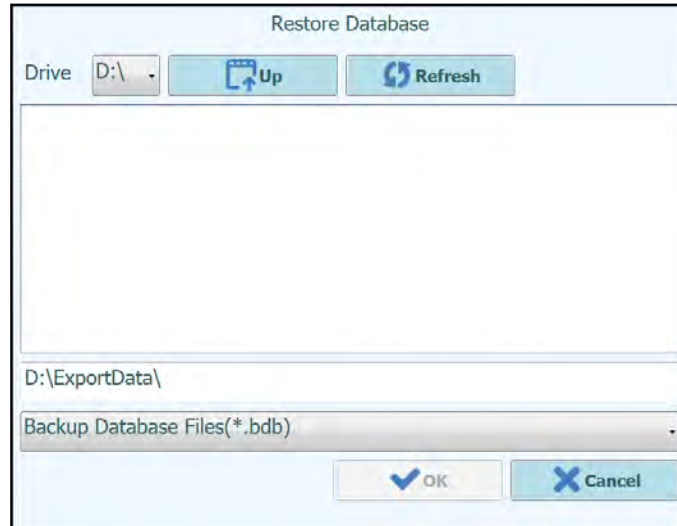 Restore Database
Drive D:\ Up Refresh
D:\ExportData\
Backup Database Files(*.bdb)
OK Cancel